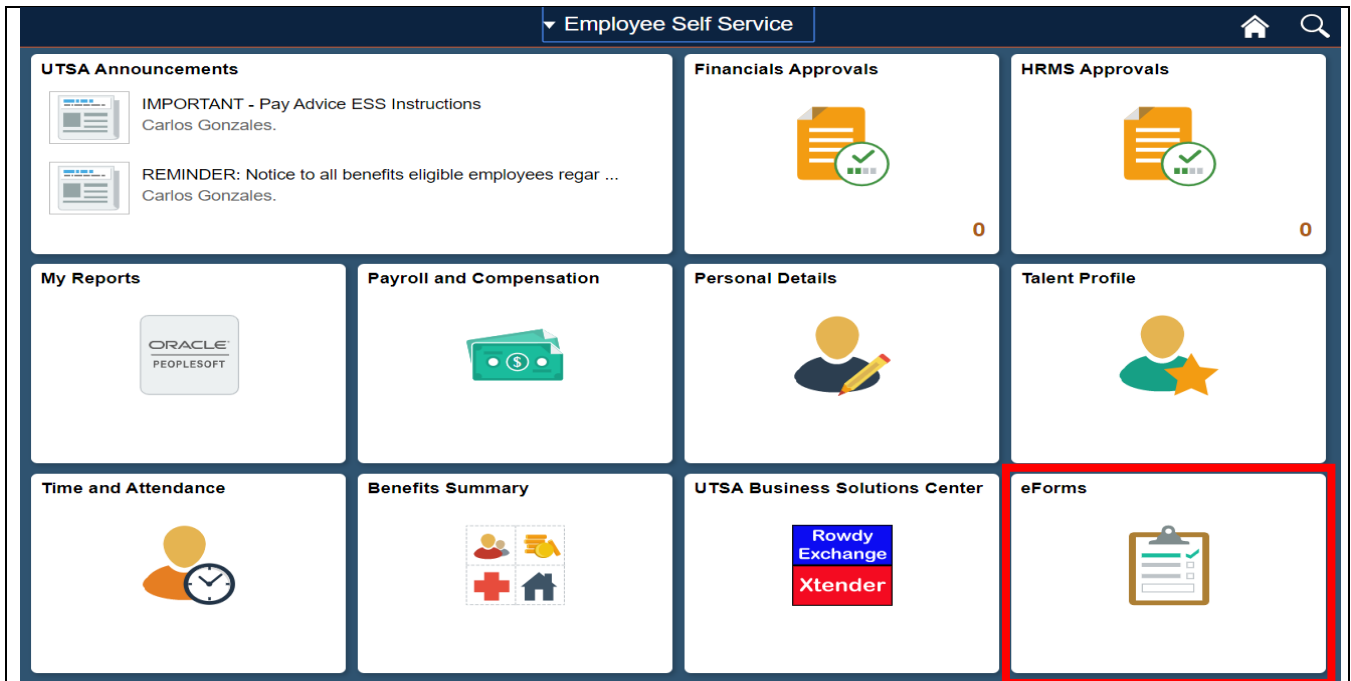 Employee Self Service
UTSA Announcements
IMPORTANT - Pay Advice ESS Instructions
Carlos Gonzales.
REMINDER: Notice to all benefits eligible employees regar ...
Carlos Gonzales.
Financials Approvals
0
HRMS Approvals
0
My Reports
ORACLE
PEOPLESOFT
Payroll and Compensation
$
Personal Details
Talent Profile
Time and Attendance
Benefits Summary
UTSA Business Solutions Center
Rowdy
Exchange
Xtender
eForms